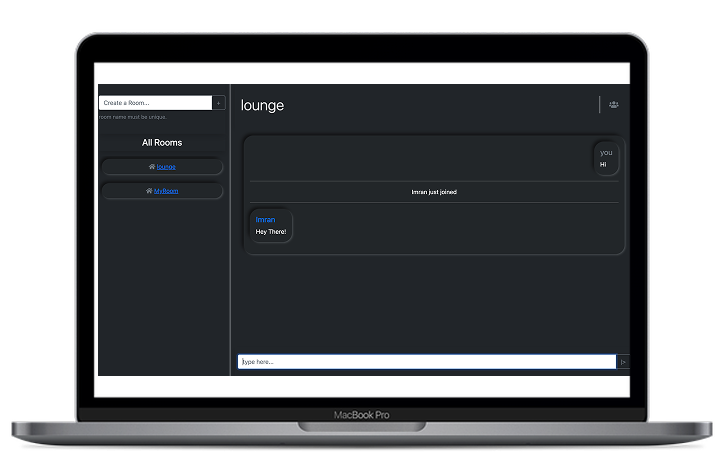 Create a Room...
+
room name must be unique.
All Rooms
lounge
MyRoom
lounge
you
Hi
Imran just joined
Imran
Hey There!
type here...
MacBook Pro